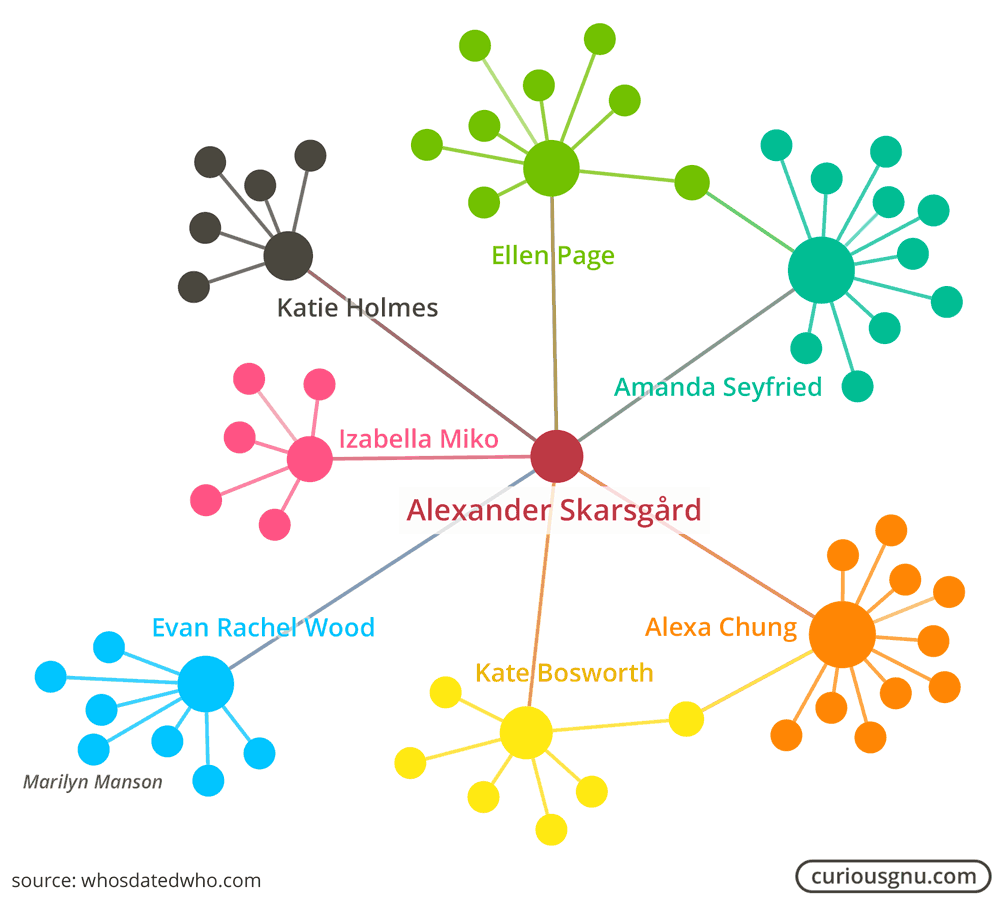 Ellen Page
Katie Holmes
Amanda Seyfried
Izabella Miko
Alexander Skarsgård
Evan Rachel Wood
Alexa Chung
Kate Bosworth
Marilyn Manson
source: whosdatedwho.com
curiousgnu.com